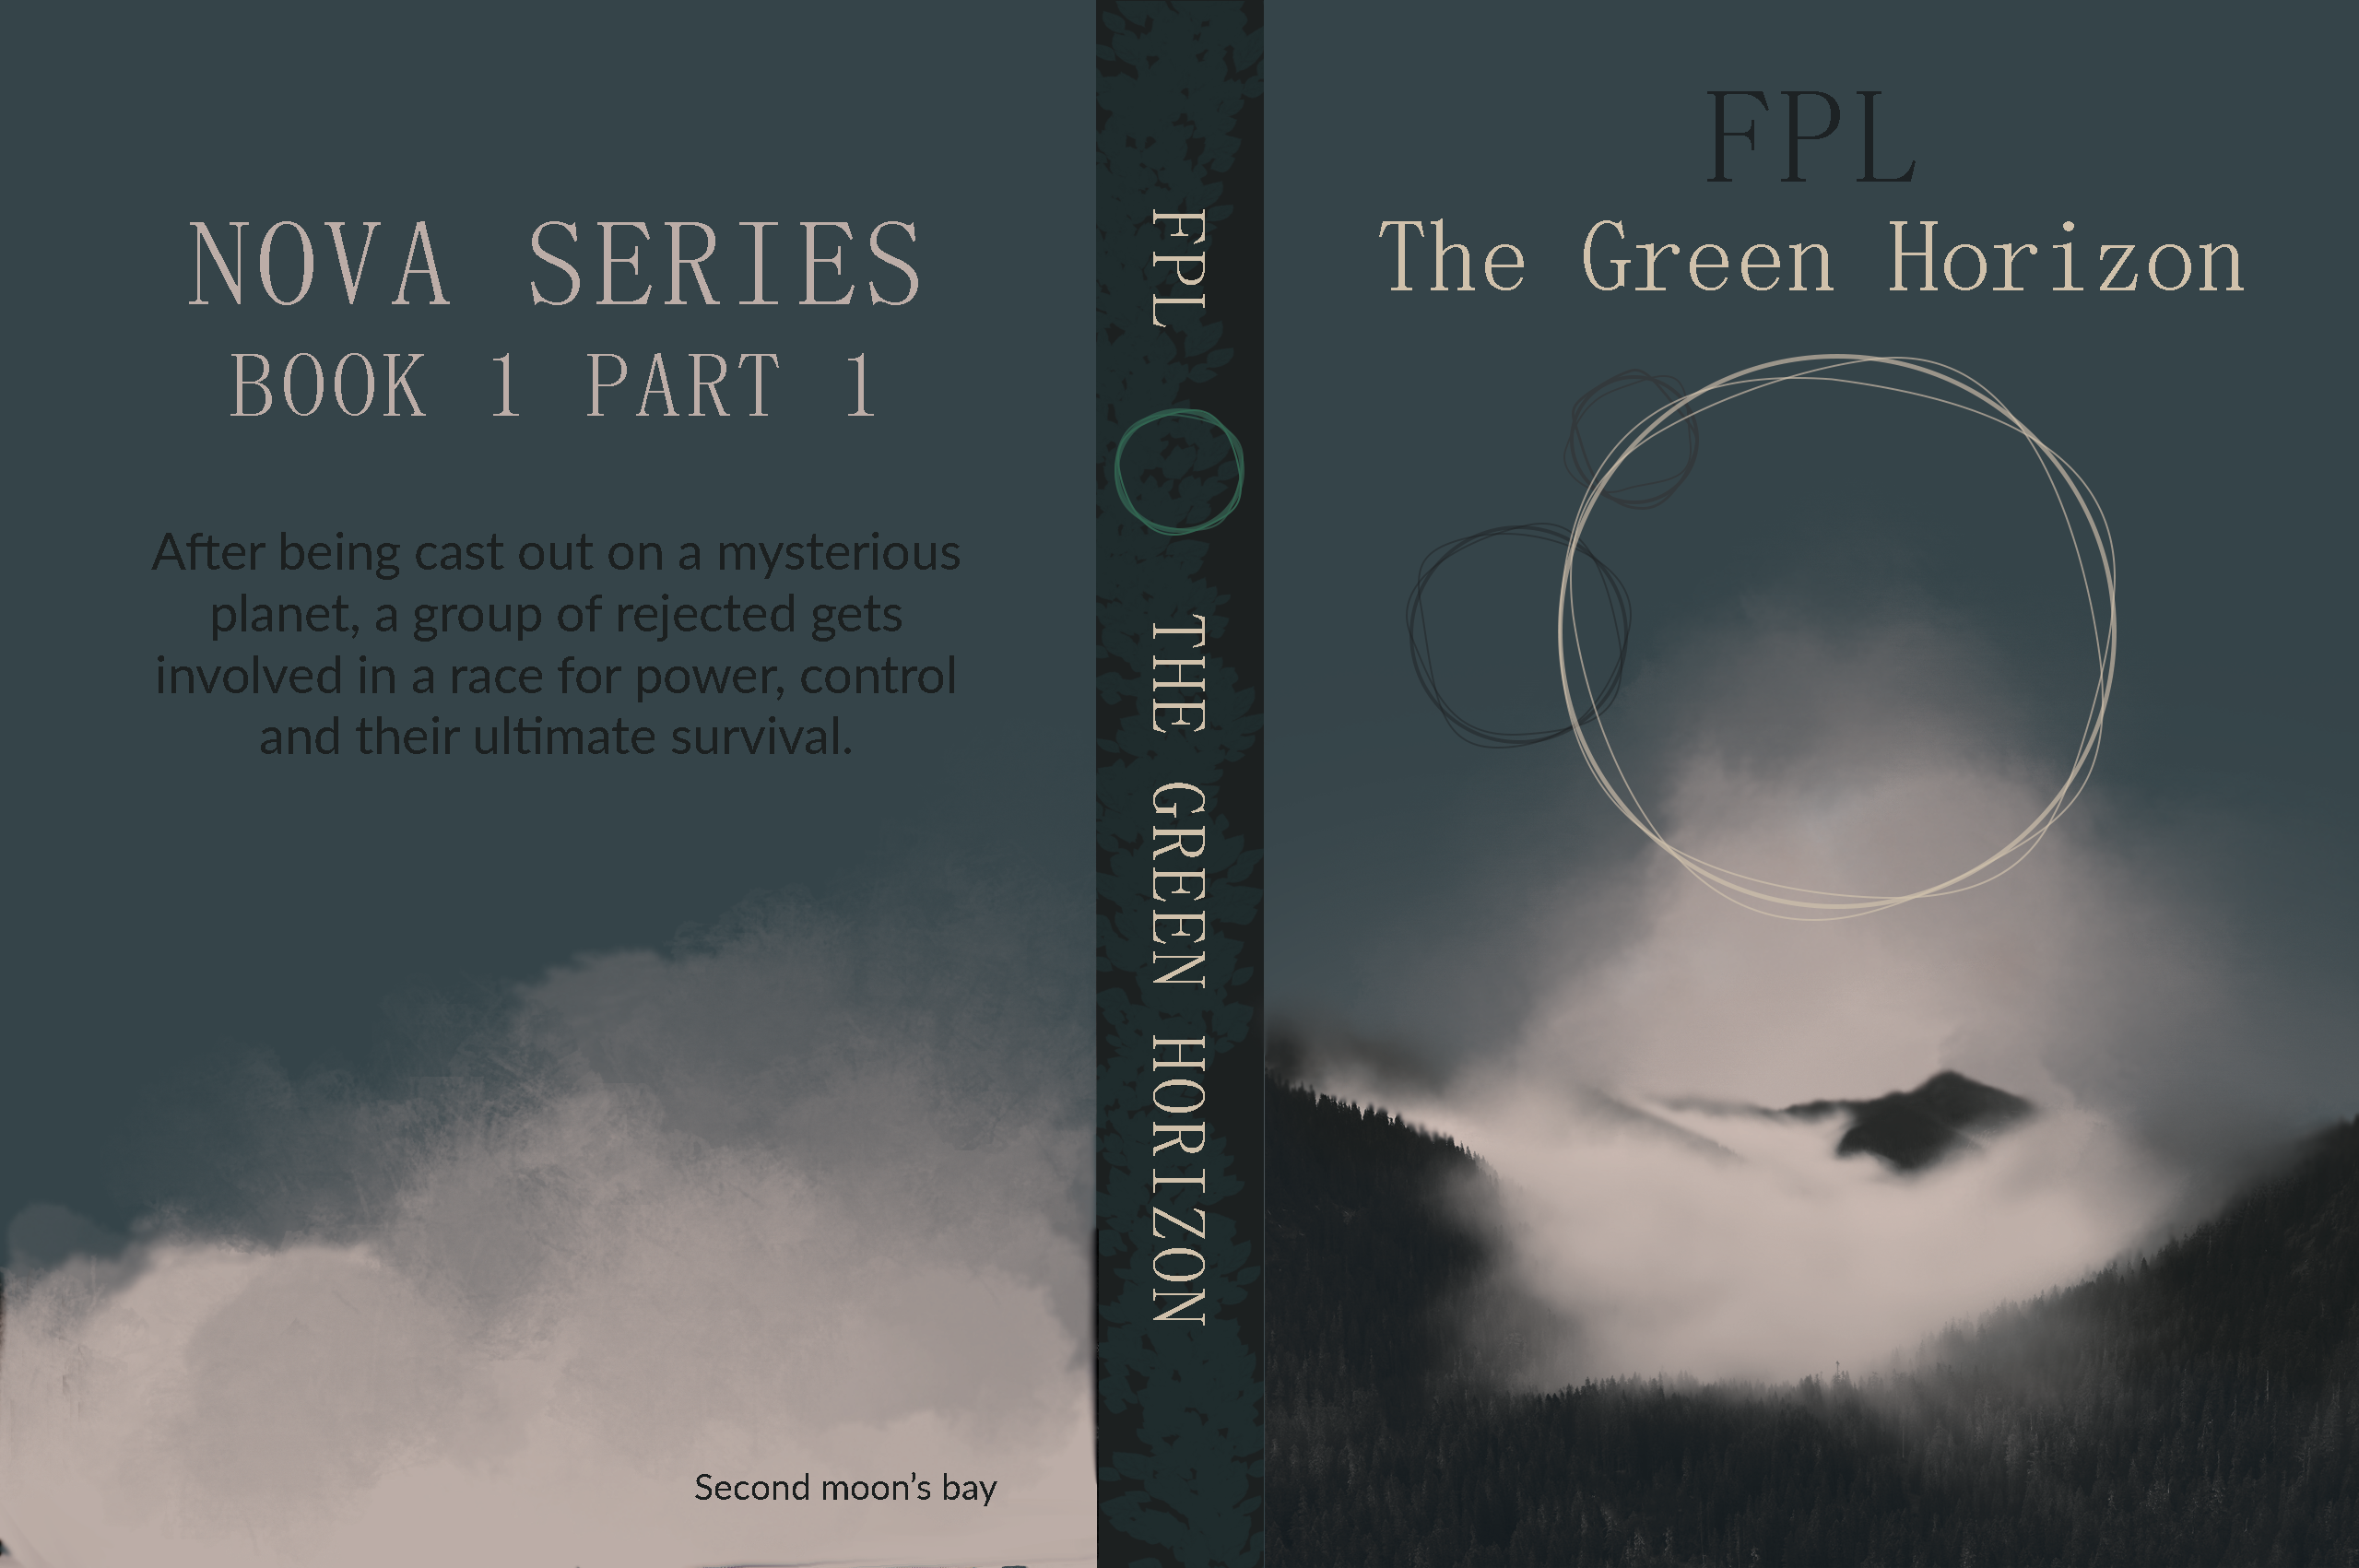 NOVA SERIES
BOOK 1 PART 1
After being cast out on a mysterious
planet, a group of rejected gets
involved in a race for power, control
and their ultimate survival.
Second moon's bay
FPL
THE GREEN HORIZON
FPL
The Green Horizon